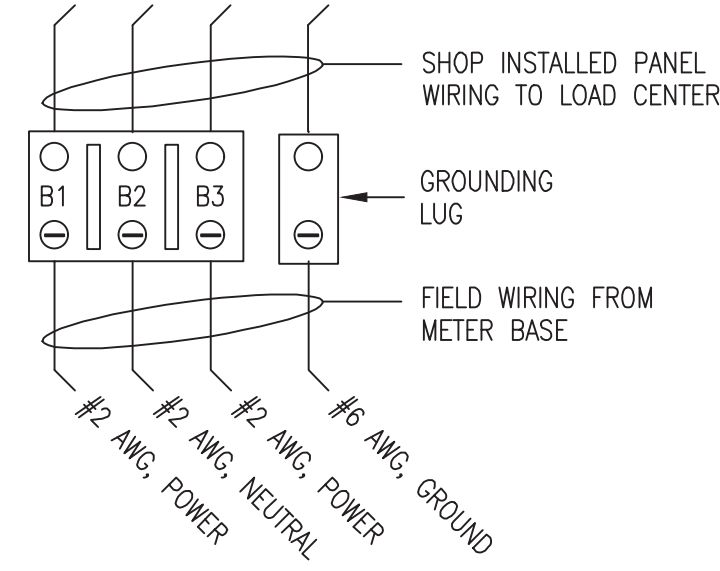 SHOP INSTALLED PANEL
WIRING TO LOAD CENTER
B1
B2
B3
GROUNDING
LUG
FIELD WIRING FROM
METER BASE
#2 AWG, POWER
#2 AWG, NEUTRAL
#2 AWG, POWER
#6 AWG, GROUND